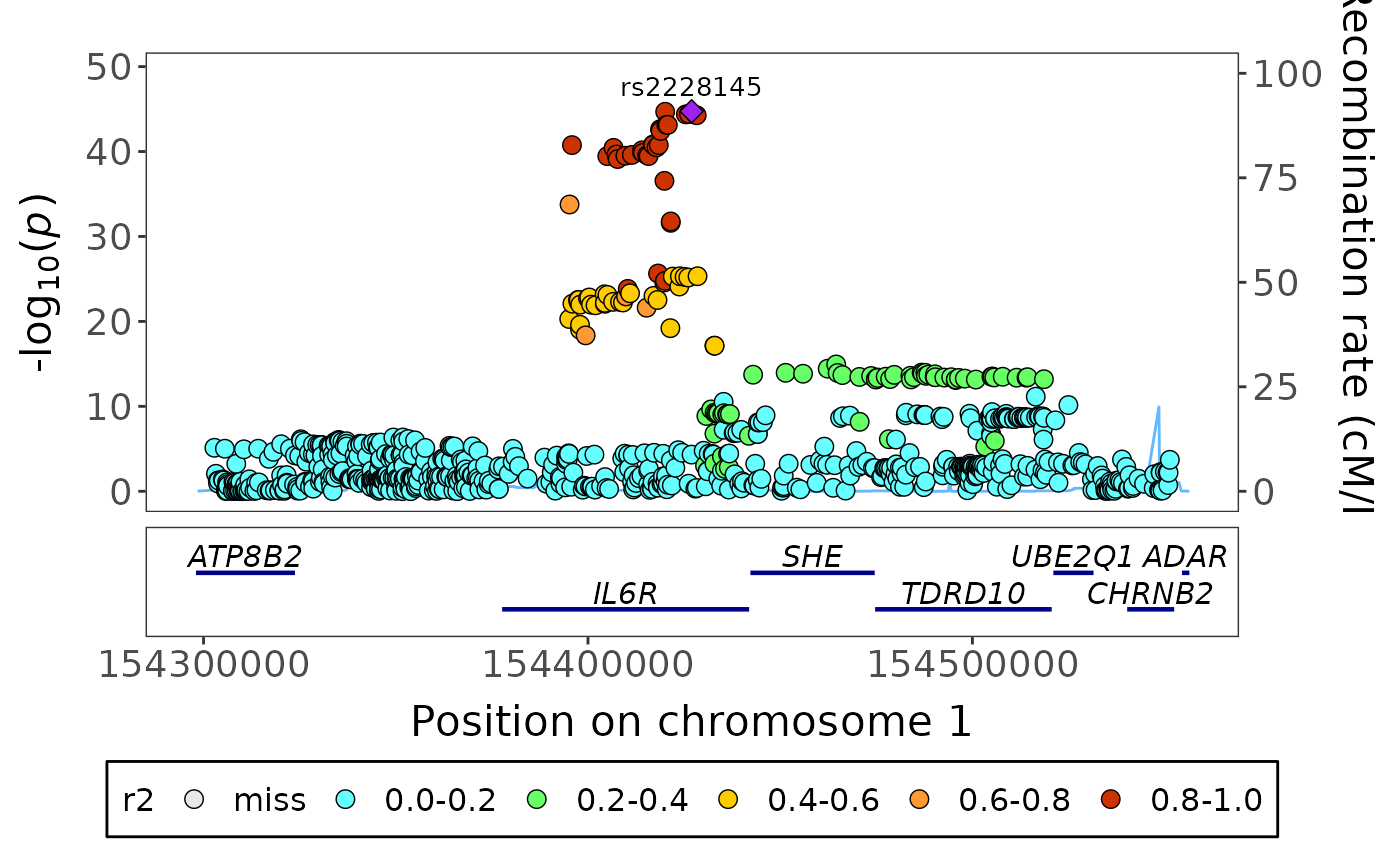 rs2228145
50
40
30
20
10
0
-log10(p)
100
75
50
25
0
Recombination rate (cM/
ATP8B2
SHE
UBE2Q1 ADAR
IL6R
TDRD10
CHRNB2
154300000
154400000
154500000
Position on chromosome 1
r2 miss 0.0-0.2 0.2-0.4 0.4-0.6 0.6-0.8 0.8-1.0